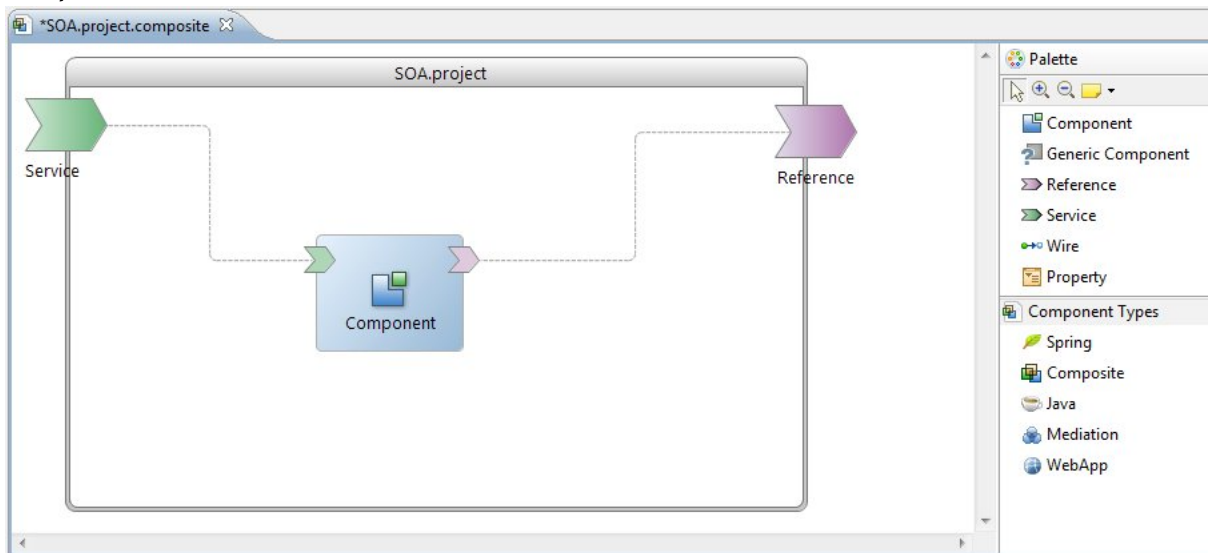 *SOA.project.composite
SOA.project
Service
Component
Reference
Palette
Component
Generic Component
Reference
Service
Wire
Property
Component Types
Spring
Composite
Java
Mediation
WebApp